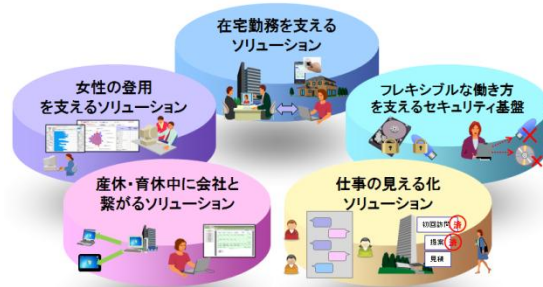 在宅勤務を支える
ソリューション
女性の登用
を支えるソリューション
フレキシブルな働き方
を支えるセキュリティ基盤
産休・育休中に会社と
繋がるソリューション
仕事の見える化
ソリューション
初回訪問 済
提案 済
見積